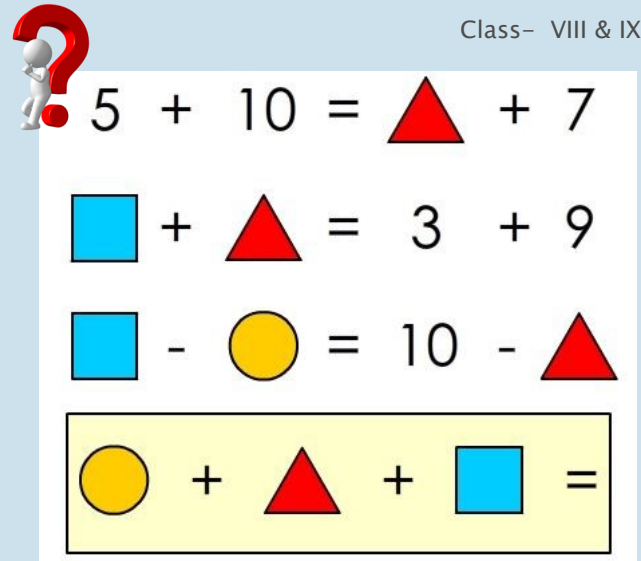 Class- VIII & IX
5 + 10 = + 7
+ = 3 + 9
- = 10 -
+ + =